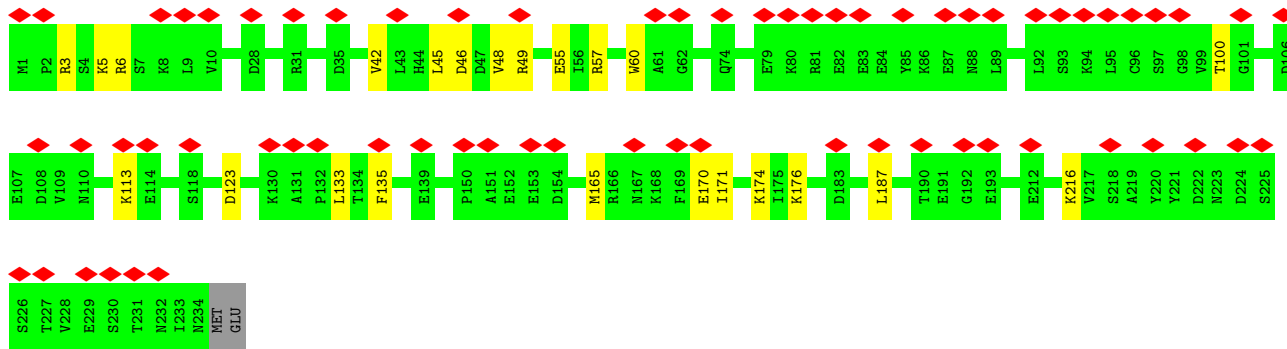 M1 P2 R3 S4 K5 R6 S7 K8 L9 V10 D28 R31 D35 V42 L43 H44 L45 D46 D47 V48 R49 E55 I56 R57 W60 A61 G62 Q74 E79 K80 R81 E82 E83 E84 Y85 K86 E87 N88 L89 L92 S93 K94 L95 C96 S97 G98 V99 T100 G101
E107 D108 V109 N110 K113 E114 S118 D123 K130 A131 P132 L133 T134 F135 E139 P150 A151 E152 E153 D154 M165 R166 N167 K168 F169 E170 I171 K174 I175 K176 D183 L187 T190 E191 G192 E193 E212 K216 V217 S218 A219 Y220 Y221 D222 N223 D224 S225
S226 T227 V228 E229 S230 T231 N232 I233 N234 MET GLU